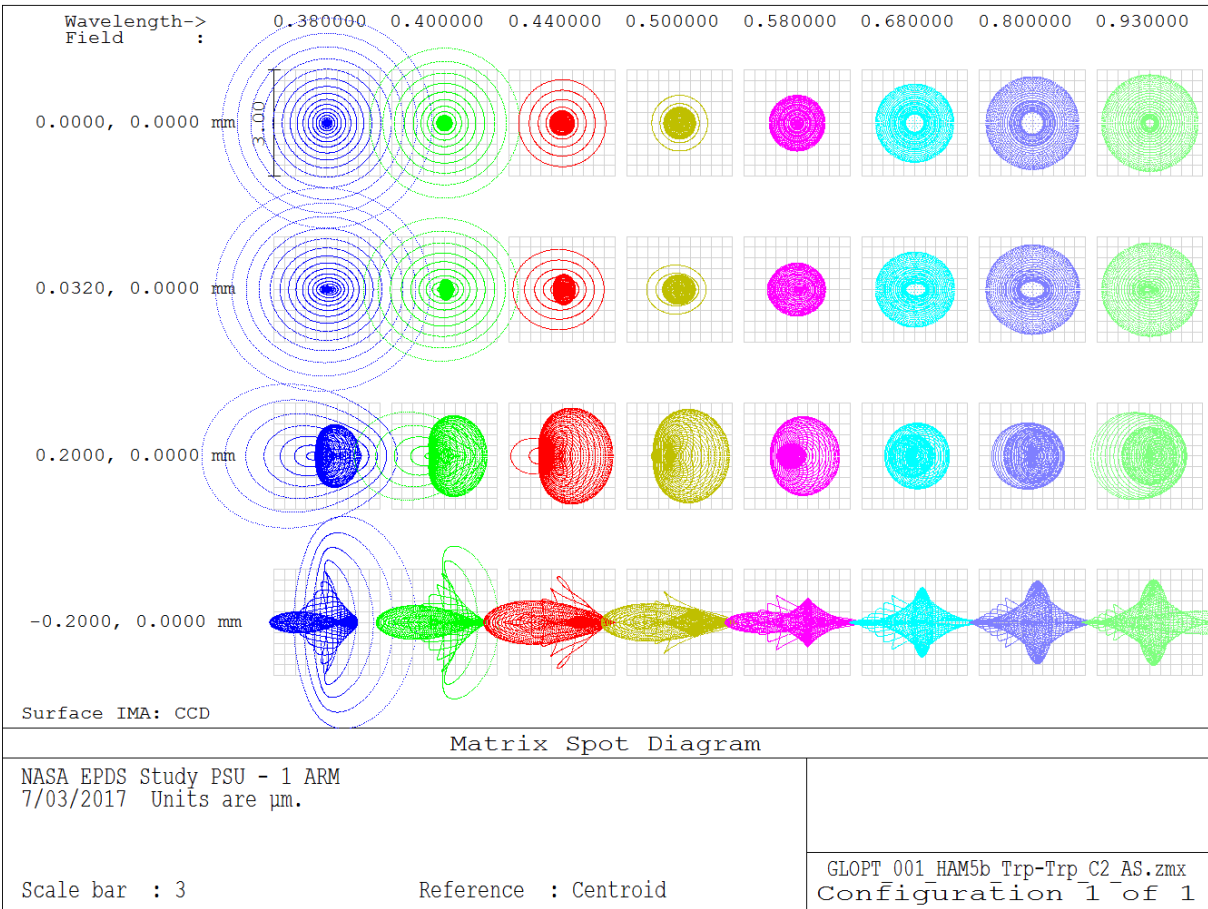 Wavelength-> 0.380000 0.400000 0.440000 0.500000 0.580000 0.680000 0.800000 0.930000
Field :
3.00
0.0000, 0.0000 mm
0.0320, 0.0000 mm
0.2000, 0.0000 mm
-0.2000, 0.0000 mm
Surface IMA: CCD
Matrix Spot Diagram
NASA EPDS Study PSU - 1 ARM
7/03/2017 Units are µm.
Scale bar : 3 Reference : Centroid
GLOPT_001_HAM5b_Trp-Trp_C2_AS.zmx
Configuration 1 of 1